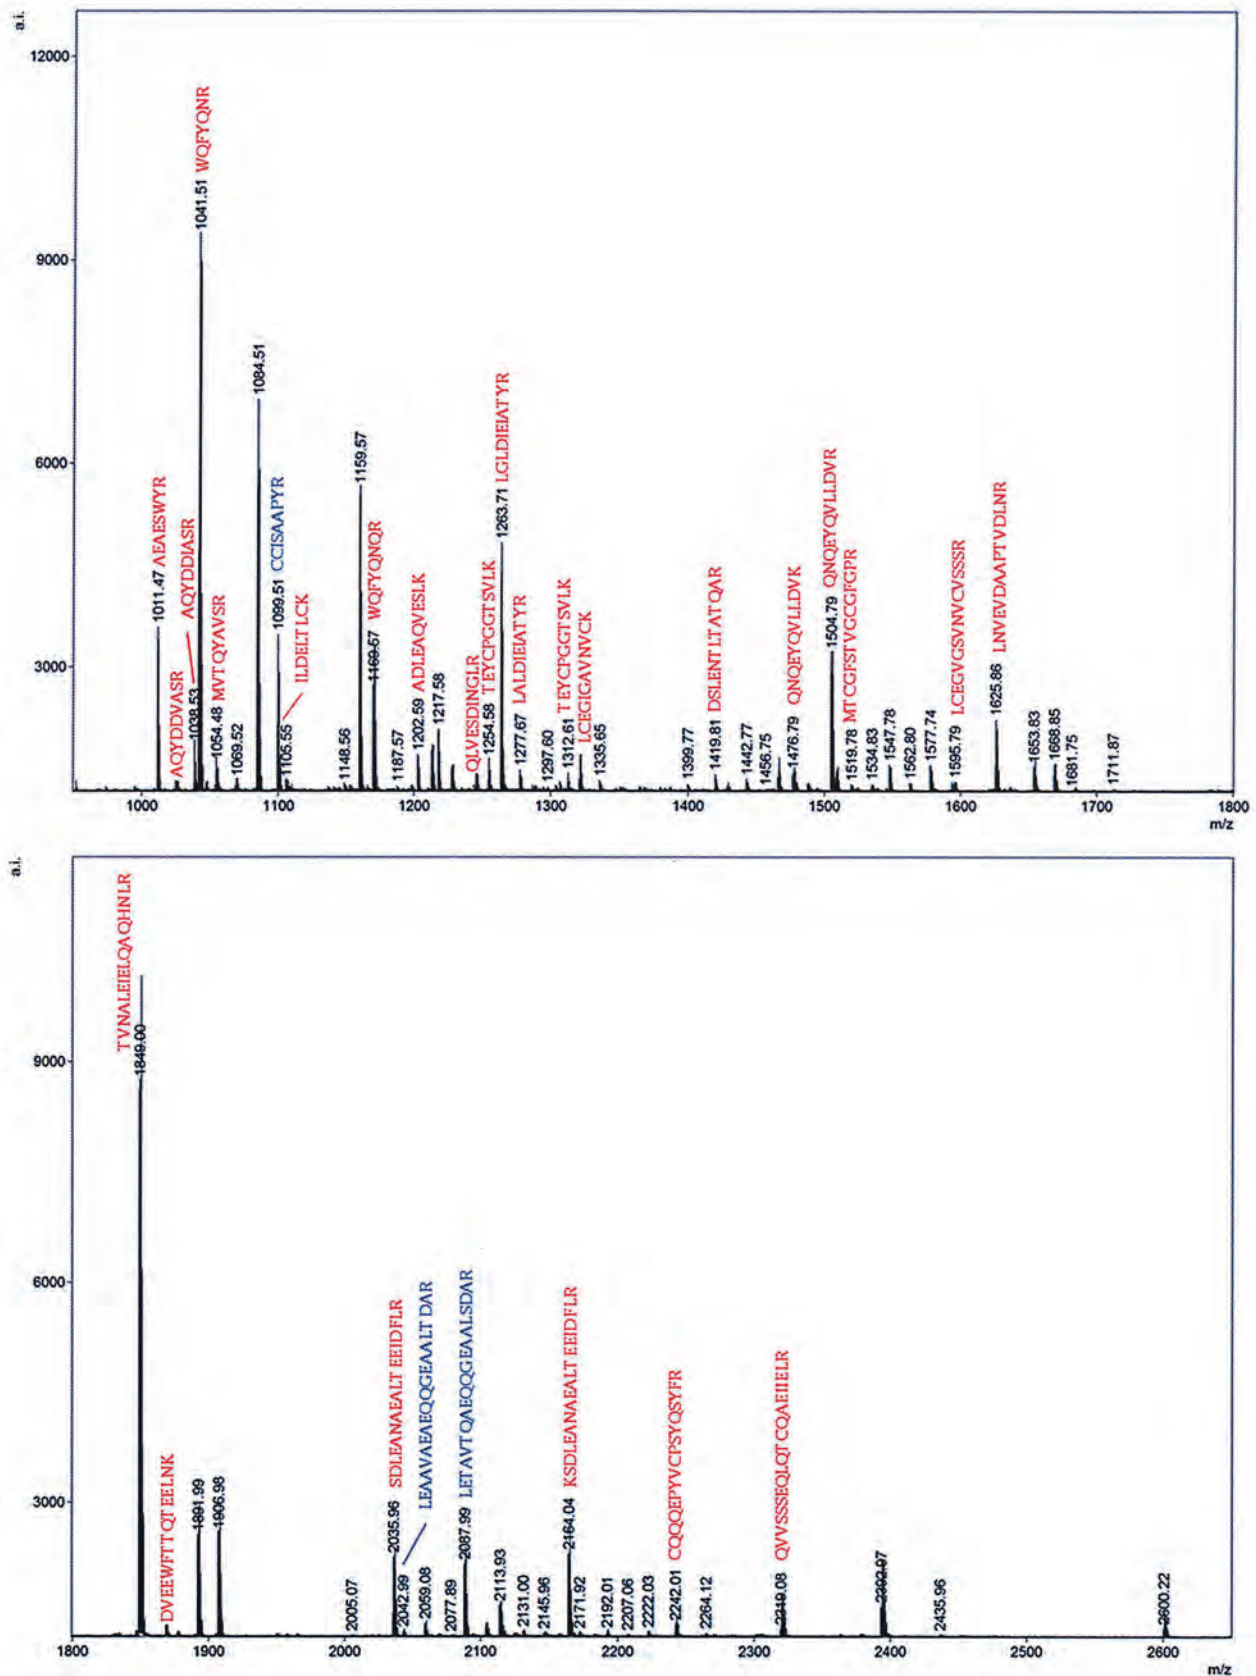 a.i.
12000
9000
6000
3000
1011.47 AEAESWYR
AQYDDVASR
AQYDDIASR
1038.53
1041.51 WQFYQNR
1054.48 MVTQYAVSR
1069.52
1084.51
1099.51 CCISAAPYR
1105.55
ILDELTLCK
1148.56
1159.57
1169.57 WQFYQNQR
1187.57
1202.59 ADLEAQVESLK
1217.58
QLVESDINGLR
1254.58 TEYCPGGTSVLK
1263.71 LGLDIEIATYR
1277.67 LALDIEIATYR
1297.60
1312.61 TEYCPGGTSVLK
LCEGIGAVNVCK
1335.65
1399.77
1419.81 DSLENTLTATQAR
1442.77
1456.75
1476.79 QNQEYQVLLDVK
1504.79 QNQEYQVLLDVR
1519.78 MTCGFSTVGCGFGPR
1534.83
1547.78
1562.80
1577.74
1595.79 LCEGVGSVNVCVSSSR
1625.86 LNVEVDAAPTVDLNR
1653.83
1668.85
1681.75
1711.87
1000 1100 1200 1300 1400 1500 1600 1700 1800
m/z
a.i.
9000
6000
3000
TVNALEIELQAQHNLR
1849.00
DVEEWFTTQTEELNK
1891.99
1906.98
2005.07
2035.96 SDLEANAEALTEEIDFLR
2042.99
LEAAVAEAEQQGEAALTDAR
2059.08
2077.89
2087.99 LETAVTQAEQQGEAALSDAR
2113.93
2131.00
2145.96
2164.04 KSDLEANAEALTEEIDFLR
2171.92
2192.01
2207.06
2222.03
2242.01 CQQQEPYVCPSYQSYFR
2264.12
2319.08 QVVSSSEQLQTCQAEIIELR
2435.96
2600.22
1800 1900 2000 2100 2200 2300 2400 2500 2600
m/z